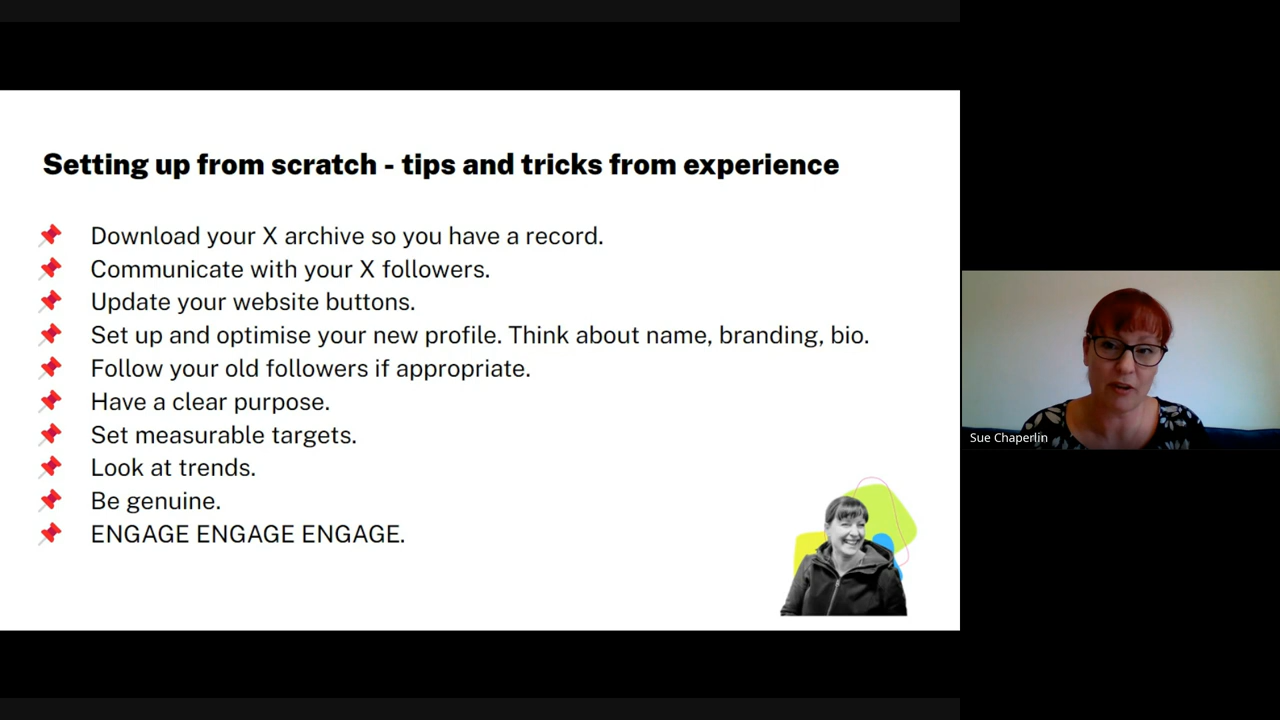 Setting up from scratch - tips and tricks from experience
Download your X archive so you have a record.
Communicate with your X followers.
Update your website buttons.
Set up and optimise your new profile. Think about name, branding, bio.
Follow your old followers if appropriate.
Have a clear purpose.
Set measurable targets.
Look at trends.
Be genuine.
ENGAGE ENGAGE ENGAGE.
Sue Chaperlin